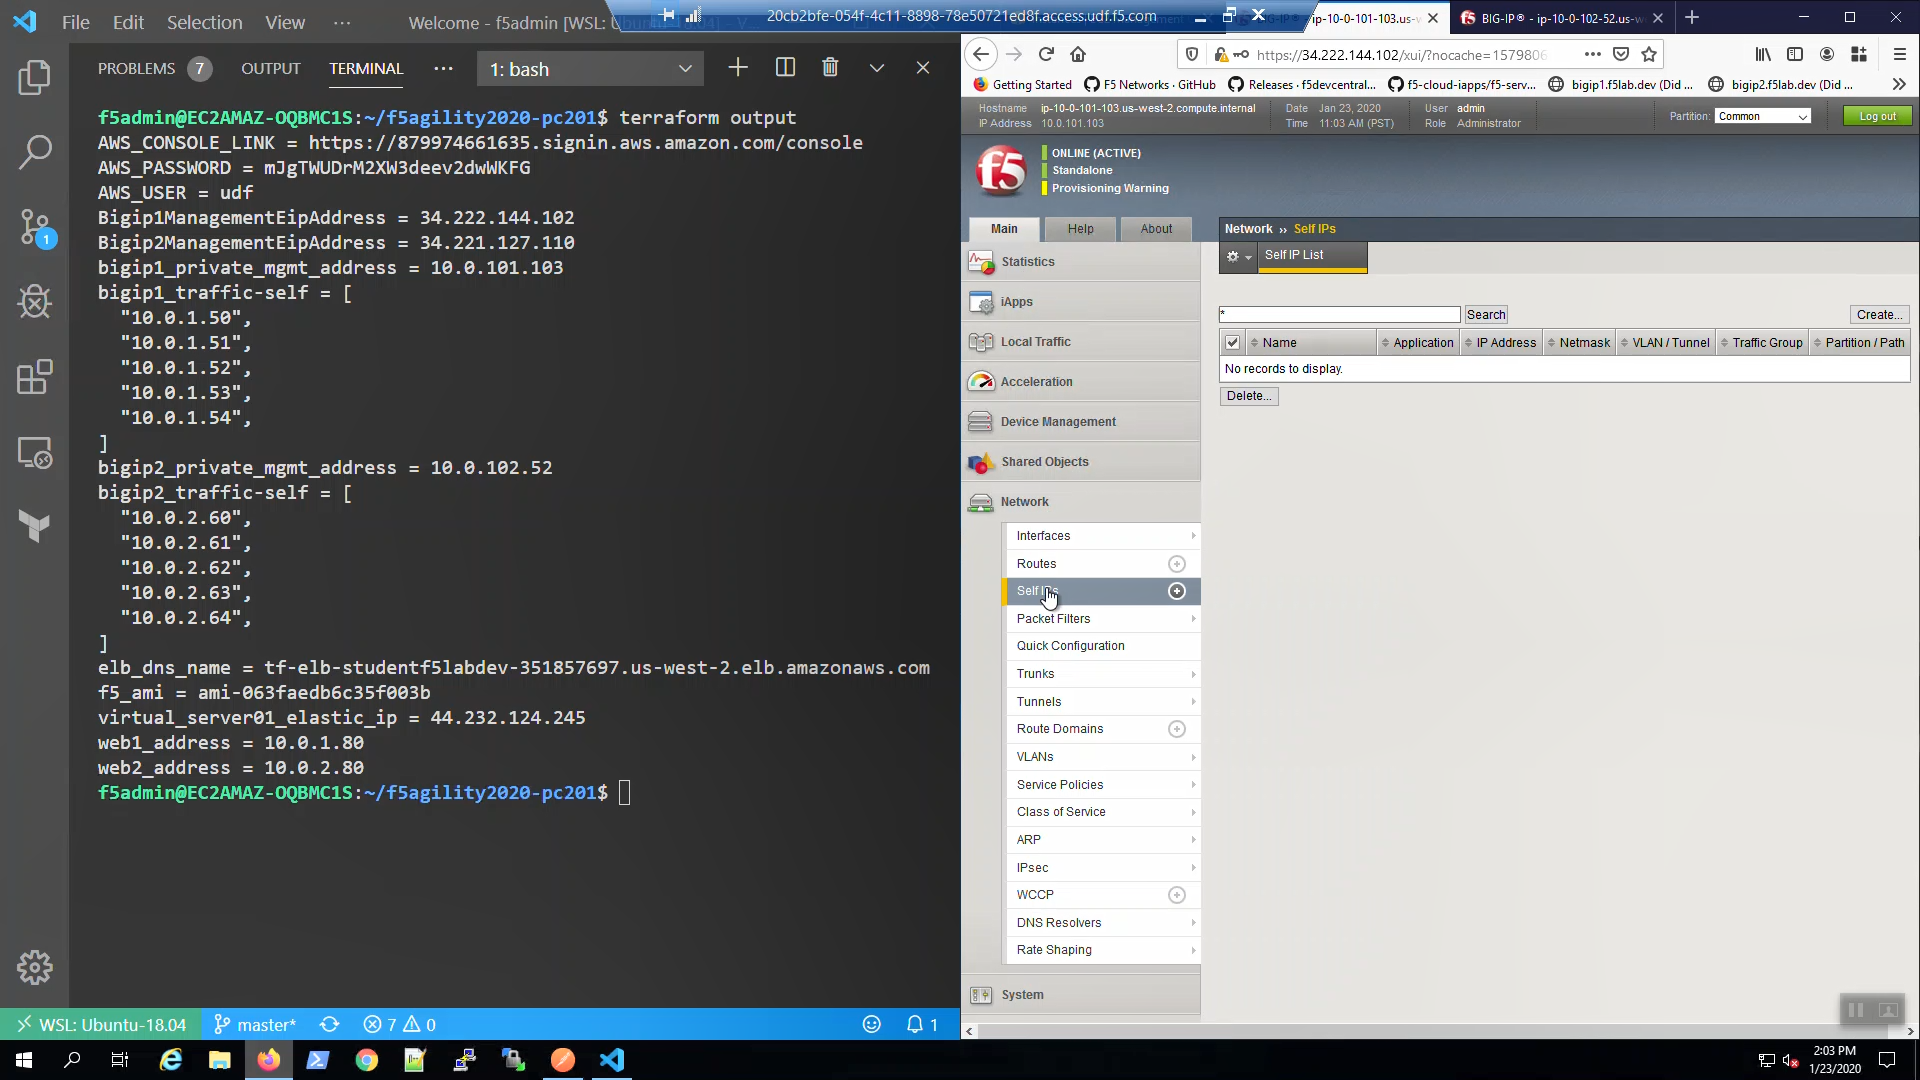 File Edit Selection View ··· Welcome - f5admin [WSL: Ub
20cb2bfe-054f-4c11-8898-78e50721ed8f.access.udf.f5.com
ip-10-0-101-103.us-w
BIG-IP® - ip-10-0-102-52.us-w
PROBLEMS 7 OUTPUT TERMINAL ··· 1: bash
f5admin@EC2AMAZ-OQBMC1S:~/f5agility2020-pc201$ terraform output
AWS_CONSOLE_LINK = https://879974661635.signin.aws.amazon.com/console
AWS_PASSWORD = mJgTWUDrM2XW3deev2dwWKFG
AWS_USER = udf
Bigip1ManagementEipAddress = 34.222.144.102
Bigip2ManagementEipAddress = 34.221.127.110
bigip1_private_mgmt_address = 10.0.101.103
bigip1_traffic-self = [
"10.0.1.50",
"10.0.1.51",
"10.0.1.52",
"10.0.1.53",
"10.0.1.54",
]
bigip2_private_mgmt_address = 10.0.102.52
bigip2_traffic-self = [
"10.0.2.60",
"10.0.2.61",
"10.0.2.62",
"10.0.2.63",
"10.0.2.64",
]
elb_dns_name = tf-elb-studentf5labdev-351857697.us-west-2.elb.amazonaws.com
f5_ami = ami-063faedb6c35f003b
virtual_server01_elastic_ip = 44.232.124.245
web1_address = 10.0.1.80
web2_address = 10.0.2.80
f5admin@EC2AMAZ-OQBMC1S:~/f5agility2020-pc201$
1
WSL: Ubuntu-18.04 master* 7 0 1
https://34.222.144.102/xui/?nocache=1579806
Getting Started F5 Networks · GitHub Releases · f5devcentral... f5-cloud-iapps/f5-serv... bigip1.f5lab.dev (Did ... bigip2.f5lab.dev (Did ...
Hostname ip-10-0-101-103.us-west-2.compute.internal Date Jan 23, 2020 User admin
IP Address 10.0.101.103 Time 11:03 AM (PST) Role Administrator
Partition: Common Log out
f5
ONLINE (ACTIVE)
Standalone
Provisioning Warning
Main Help About
Network ›› Self IPs
Self IP List
* Search Create...
Name Application IP Address Netmask VLAN / Tunnel Traffic Group Partition / Path
No records to display.
Delete...
Statistics
iApps
Local Traffic
Acceleration
Device Management
Shared Objects
Network
Interfaces
Routes
Self IPs
Packet Filters
Quick Configuration
Trunks
Tunnels
Route Domains
VLANs
Service Policies
Class of Service
ARP
IPsec
WCCP
DNS Resolvers
Rate Shaping
System
2:03 PM
1/23/2020